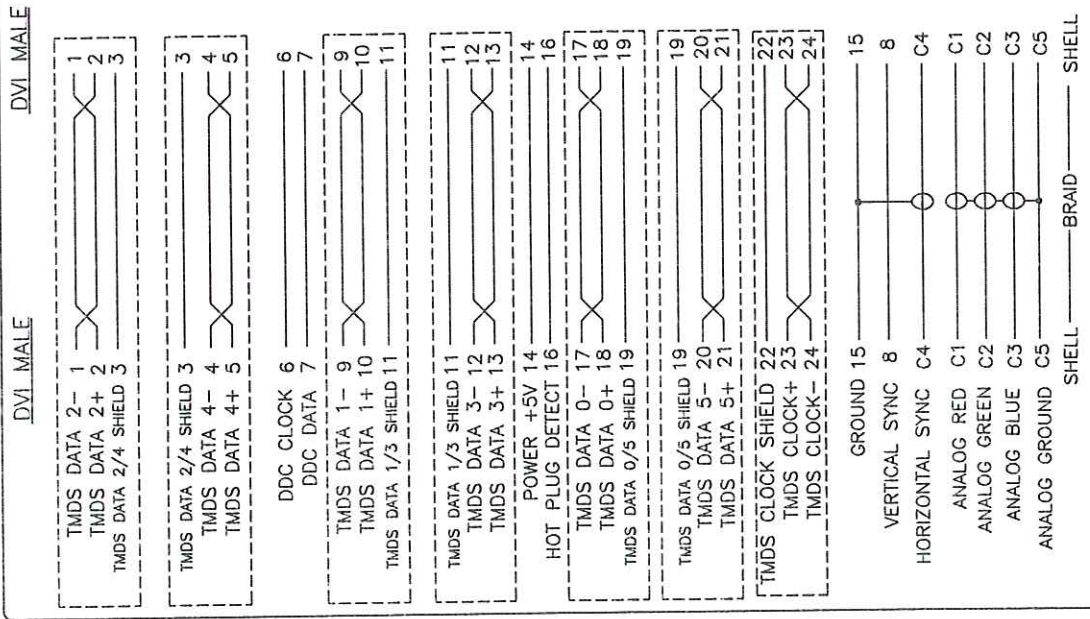 DVI MALE DVI MALE
TMDS DATA 2- 1 1
TMDS DATA 2+ 2 2
TMDS DATA 2/4 SHIELD 3 3
TMDS DATA 2/4 SHIELD 3 3
TMDS DATA 4- 4 4
TMDS DATA 4+ 5 5
DDC CLOCK 6 6
DDC DATA 7 7
TMDS DATA 1- 9 9
TMDS DATA 1+ 10 10
TMDS DATA 1/3 SHIELD 11 11
TMDS DATA 1/3 SHIELD 11 11
TMDS DATA 3- 12 12
TMDS DATA 3+ 13 13
POWER +5V 14 14
HOT PLUG DETECT 16 16
TMDS DATA 0- 17 17
TMDS DATA 0+ 18 18
TMDS DATA 0/5 SHIELD 19 19
TMDS DATA 0/5 SHIELD 19 19
TMDS DATA 5- 20 20
TMDS DATA 5+ 21 21
TMDS CLOCK SHIELD 22 22
TMDS CLOCK+ 23 23
TMDS CLOCK- 24 24
GROUND 15 15
VERTICAL SYNC 8 8
HORIZONTAL SYNC C4 C4
ANALOG RED C1 C1
ANALOG GREEN C2 C2
ANALOG BLUE C3 C3
ANALOG GROUND C5 C5
SHELL BRAID SHELL